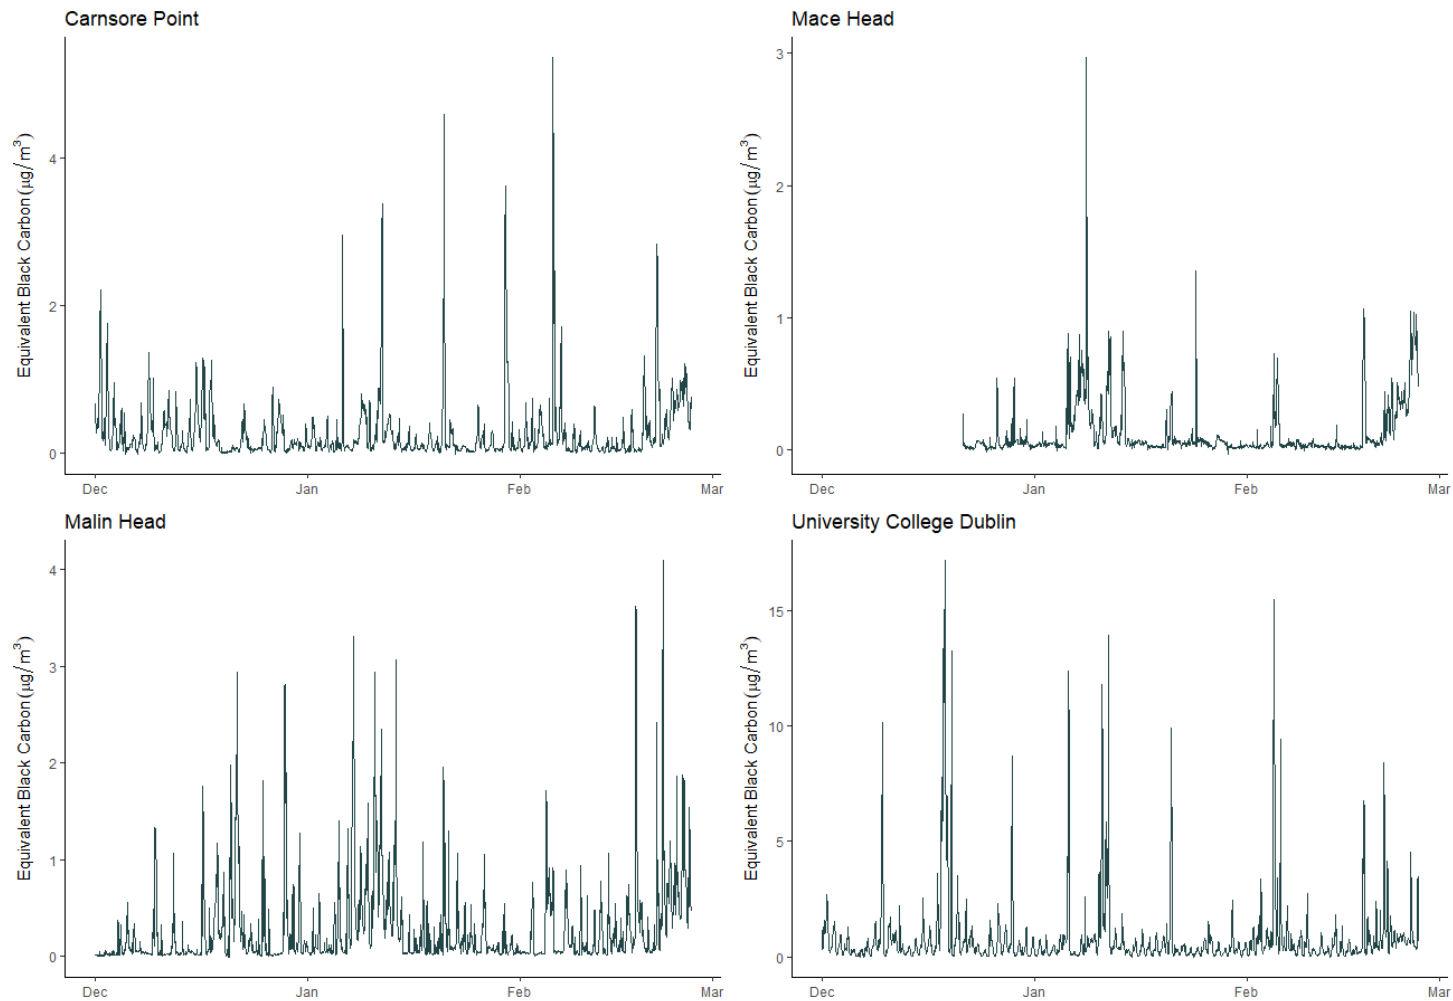 Carnsore Point
Equivalent Black Carbon (μg/m³)
4
2
0
Dec Jan Feb Mar
Mace Head
Equivalent Black Carbon (μg/m³)
3
2
1
0
Dec Jan Feb Mar
Malin Head
Equivalent Black Carbon (μg/m³)
4
3
2
1
0
Dec Jan Feb Mar
University College Dublin
Equivalent Black Carbon (μg/m³)
15
10
5
0
Dec Jan Feb Mar